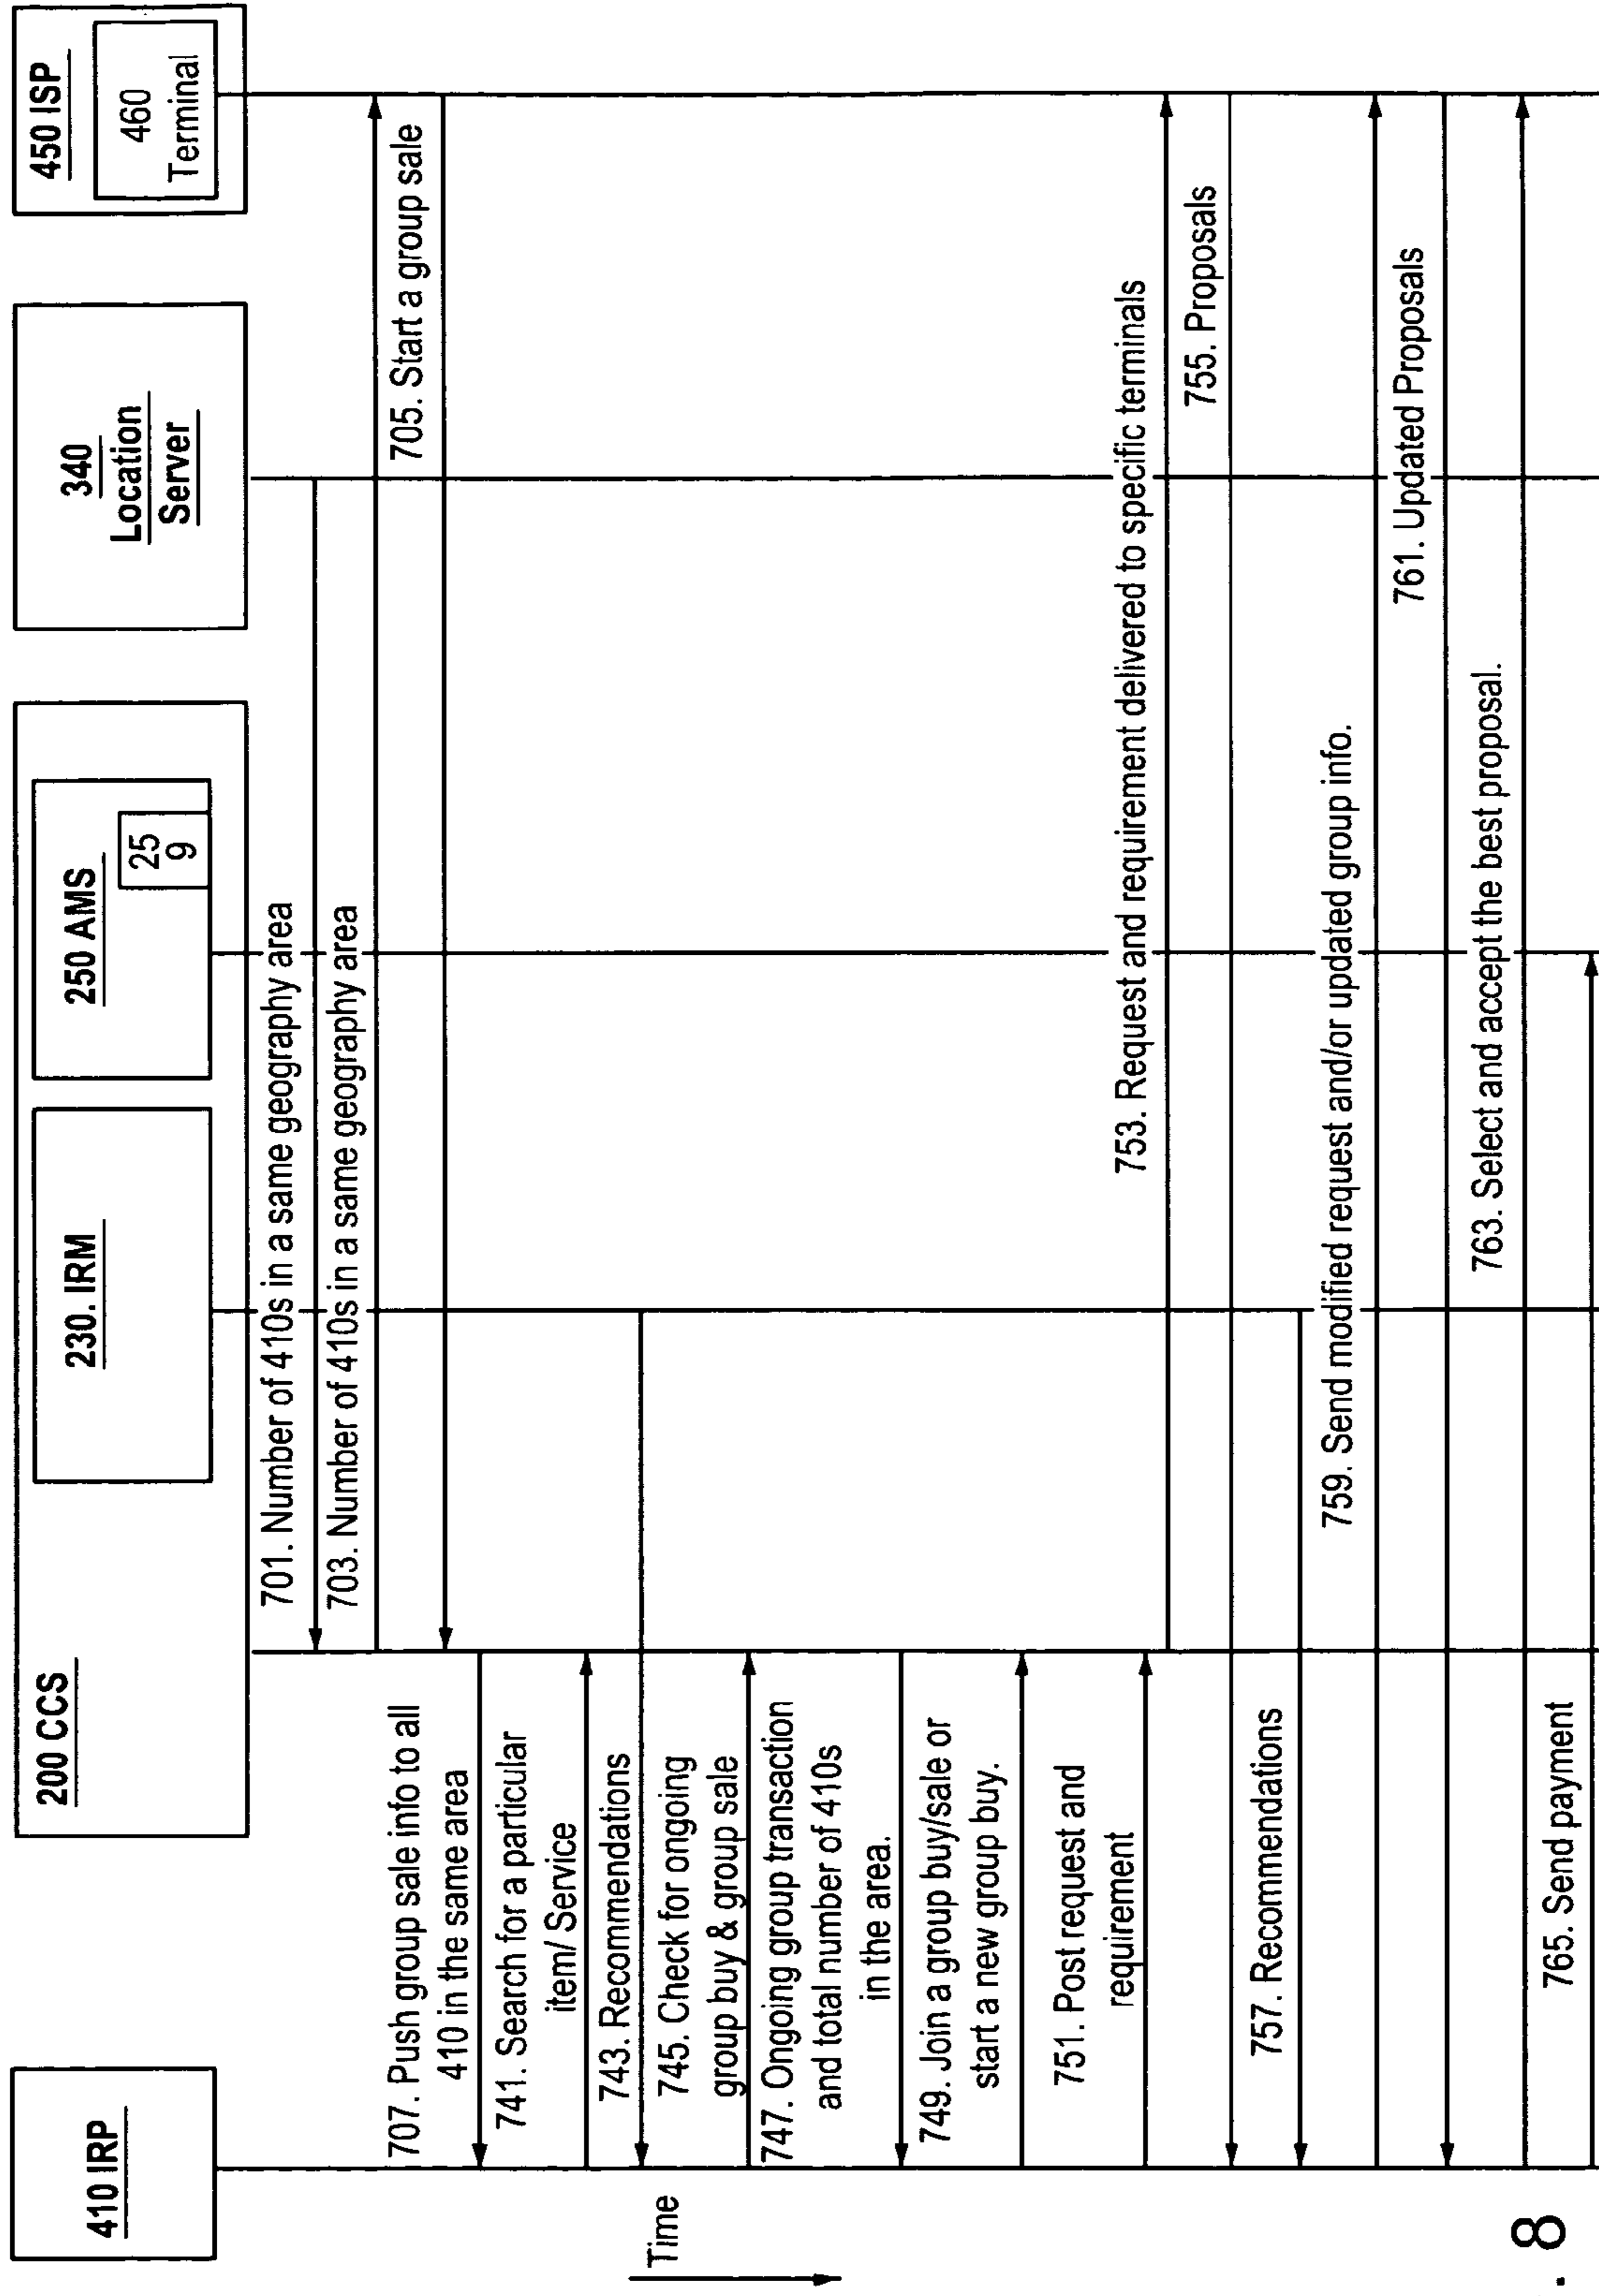 410 IRP
200 CCS
230. IRM
250 AMS
25
9
340
Location
Server
450 ISP
460
Terminal
701. Number of 410s in a same geography area
703. Number of 410s in a same geography area
705. Start a group sale
707. Push group sale info to all
410 in the same area
741. Search for a particular
item/ Service
743. Recommendations
745. Check for ongoing
group buy & group sale
747. Ongoing group transaction
and total number of 410s
in the area.
749. Join a group buy/sale or
start a new group buy.
751. Post request and
requirement
753. Request and requirement delivered to specific terminals
755. Proposals
757. Recommendations
759. Send modified request and/or updated group info.
761. Updated Proposals
763. Select and accept the best proposal.
765. Send payment
Time
. 8